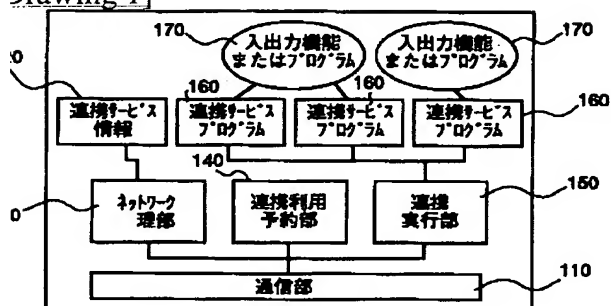 Drawing 1]
170
入出力機能
またはプログラム
入出力機能
またはプログラム
170
連携サービス
情報
160
連携サービス
プログラム
160
連携サービス
プログラム
連携サービス
プログラム
160
ネットワーク
理部
140
連携利用
予約部
連携
実行部
150
通信部
110